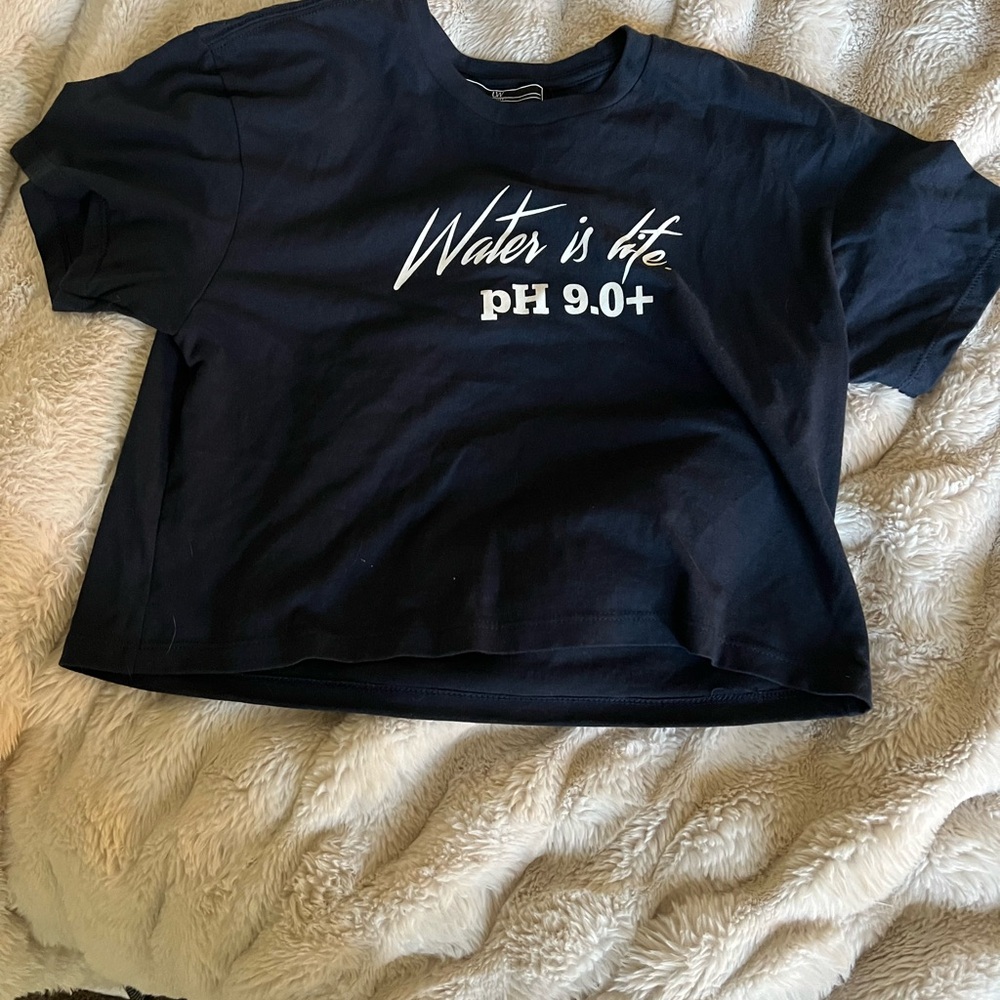 Water is life.
pH 9.0+